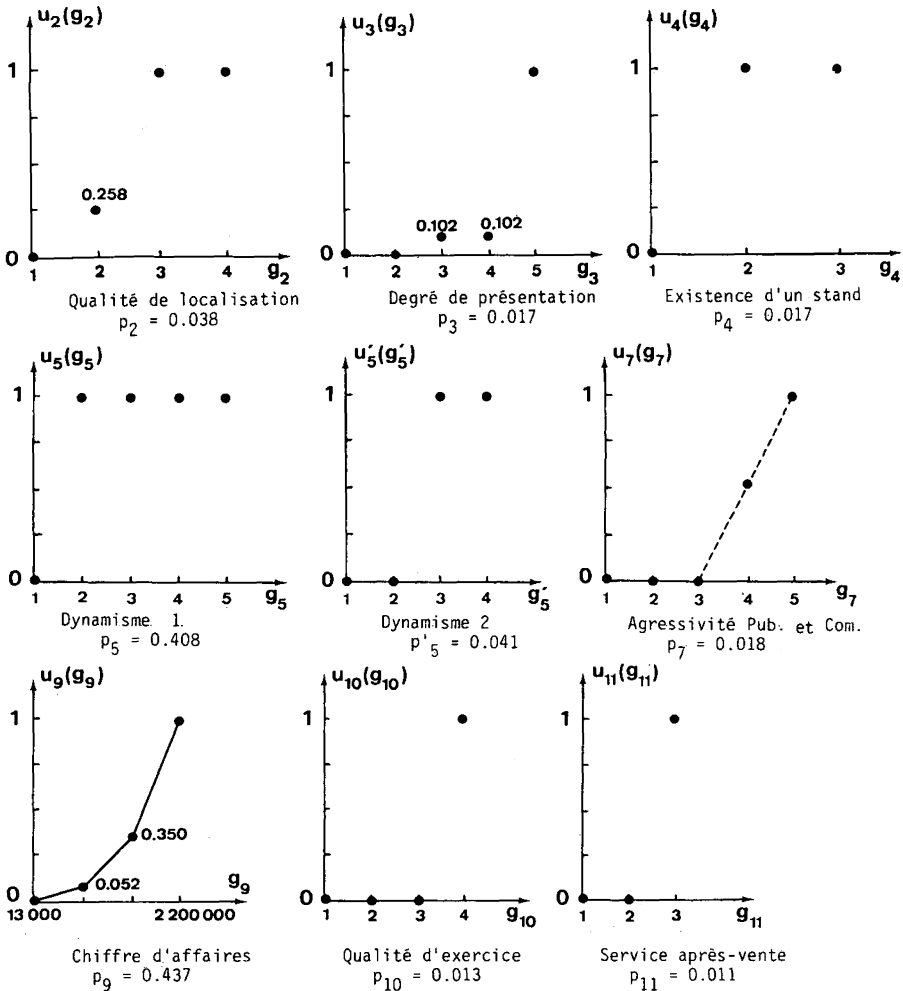 u2(g2)
1
0.258
0
1 2 3 4 g2
Qualité de localisation
p2 = 0.038
u3(g3)
1
0.102 0.102
0
1 2 3 4 5 g3
Degré de présentation
p3 = 0.017
u4(g4)
1
0
1 2 3 g4
Existence d'un stand
p4 = 0.017
u5(g5)
1
0
1 2 3 4 5 g5
Dynamisme 1.
p5 = 0.408
u′5(g′5)
1
0
1 2 3 4 g′5
Dynamisme 2
p'5 = 0.041
u7(g7)
1
0
1 2 3 4 5 g7
Agressivité Pub. et Com.
p7 = 0.018
u9(g9)
1
0.350
0.052
0
g9
13 000 2 200 000
Chiffre d'affaires
p9 = 0.437
u10(g10)
1
0
1 2 3 4 g10
Qualité d'exercice
p10 = 0.013
u11(g11)
1
0
1 2 3 g11
Service après-vente
p11 = 0.011